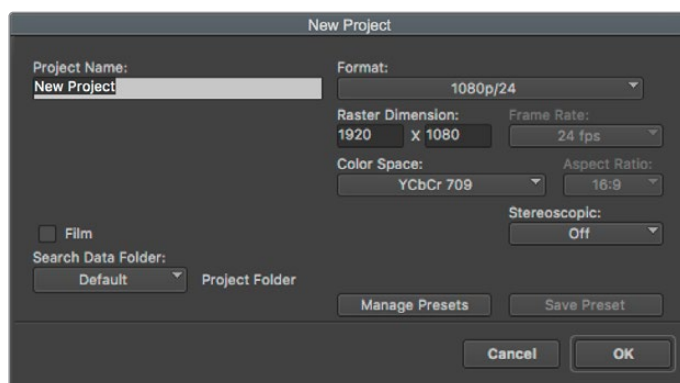 New Project
Project Name:
New Project
Format:
1080p/24
Raster Dimension:
Frame Rate:
1920 x 1080
24 fps
Color Space:
Aspect Ratio:
YCbCr 709
16:9
Stereoscopic:
Off
Film
Search Data Folder:
Default
Project Folder
Manage Presets
Save Preset
Cancel
OK